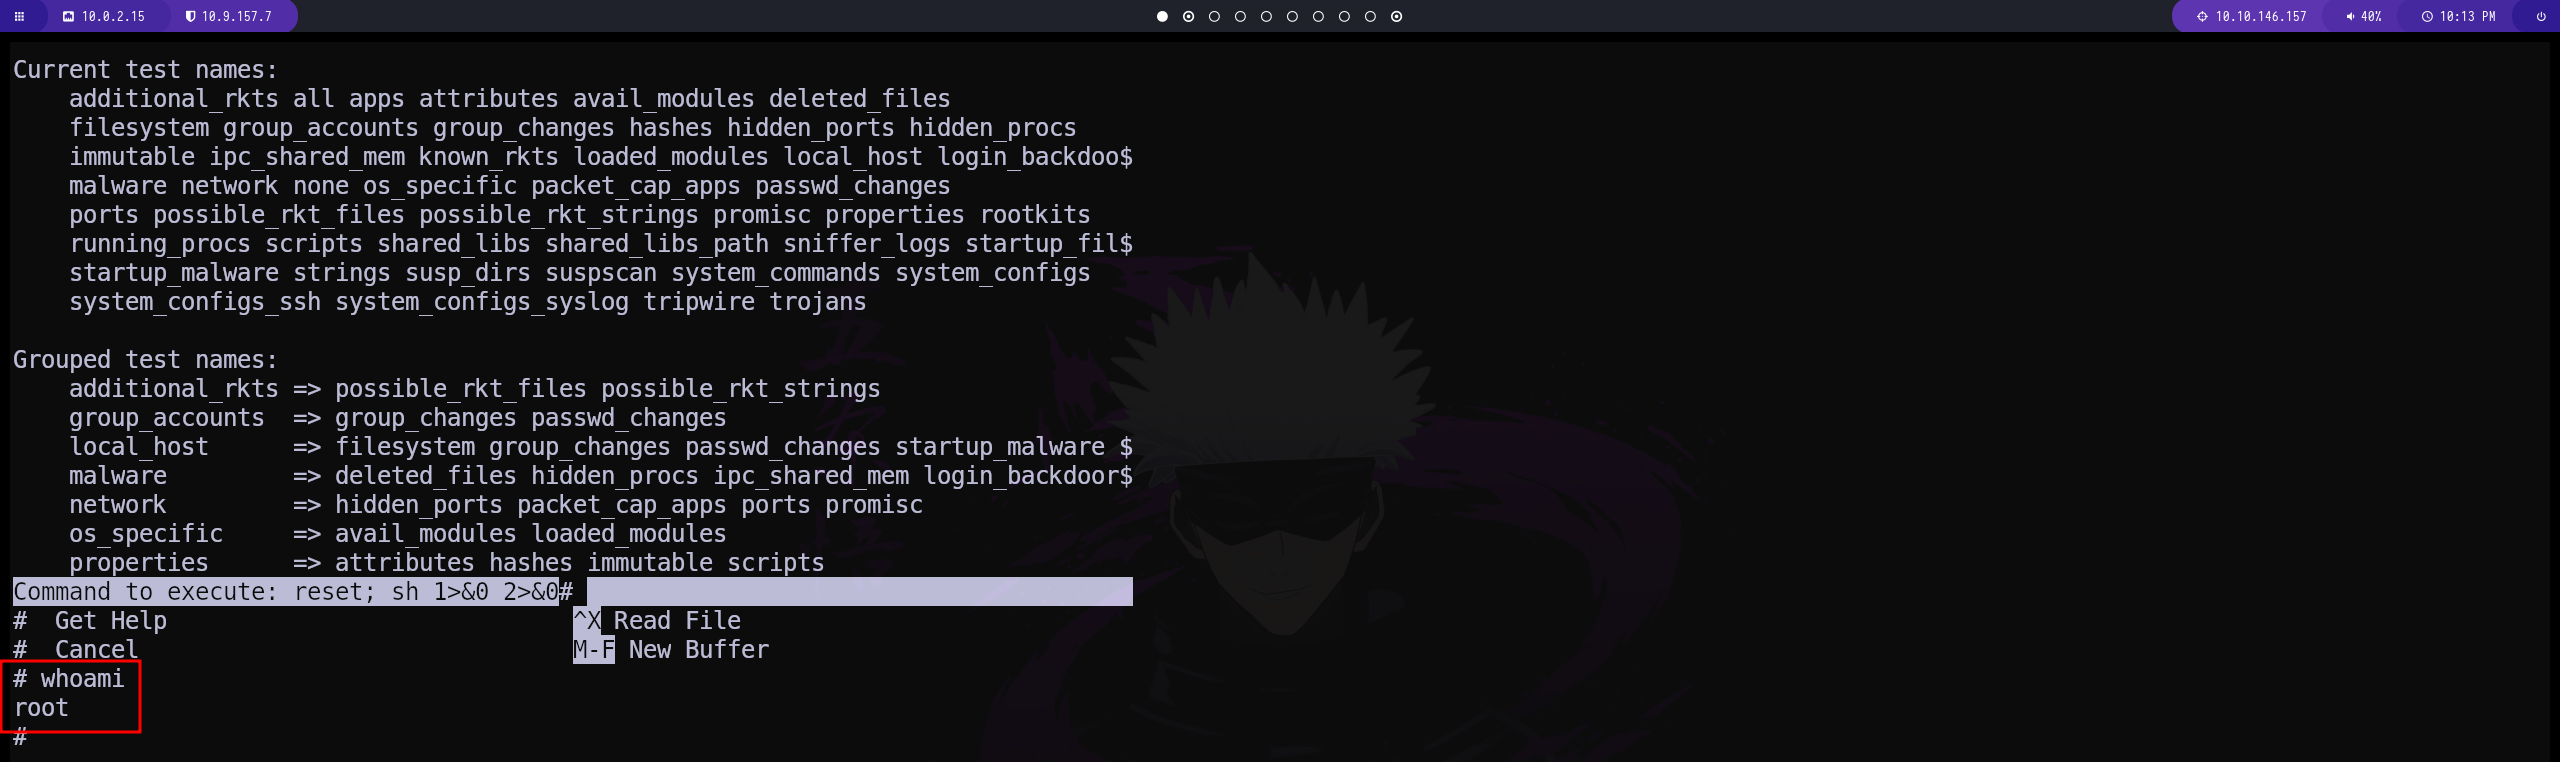 10.0.2.15 10.9.157.7 10.10.146.157 40% 10:13 PM
Current test names:
    additional_rkts all apps attributes avail_modules deleted_files
    filesystem group_accounts group_changes hashes hidden_ports hidden_procs
    immutable ipc_shared_mem known_rkts loaded_modules local_host login_backdoo$
    malware network none os_specific packet_cap_apps passwd_changes
    ports possible_rkt_files possible_rkt_strings promisc properties rootkits
    running_procs scripts shared_libs shared_libs_path sniffer_logs startup_fil$
    startup_malware strings susp_dirs suspscan system_commands system_configs
    system_configs_ssh system_configs_syslog tripwire trojans
Grouped test names:
    additional_rkts => possible_rkt_files possible_rkt_strings
    group_accounts  => group_changes passwd_changes
    local_host      => filesystem group_changes passwd_changes startup_malware $
    malware         => deleted_files hidden_procs ipc_shared_mem login_backdoor$
    network         => hidden_ports packet_cap_apps ports promisc
    os_specific     => avail_modules loaded_modules
    properties      => attributes hashes immutable scripts
Command to execute: reset; sh 1>&0 2>&0#
#  Get Help                             ^X Read File
#  Cancel                               M-F New Buffer
# whoami
root
#